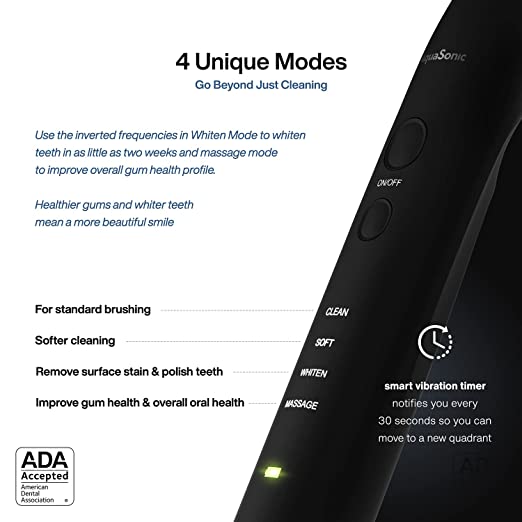 4 Unique Modes
Go Beyond Just Cleaning
Use the inverted frequencies in Whiten Mode to whiten
teeth in as little as two weeks and massage mode
to improve overall gum health profile.
Healthier gums and whiter teeth
mean a more beautiful smile
quaSonic
ON/OFF
For standard brushing
CLEAN
Softer cleaning
SOFT
Remove surface stain & polish teeth
WHITEN
Improve gum health & overall oral health
MASSAGE
smart vibration timer
notifies you every
30 seconds so you can
move to a new quadrant
ADA
Accepted
American
Dental
Association